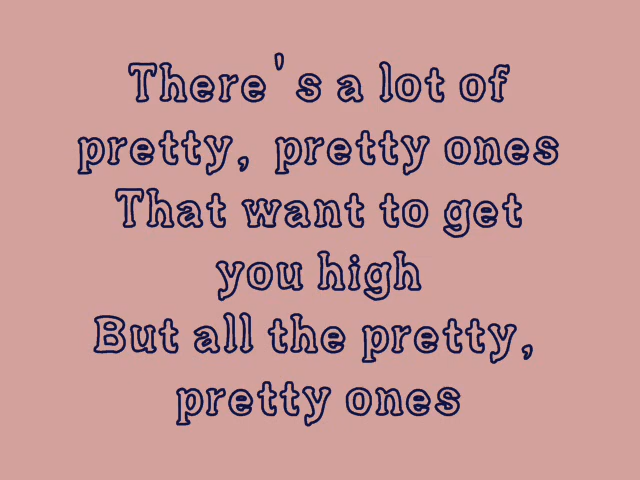 There's a lot of
pretty, pretty ones
That want to get
you high
But all the pretty,
pretty ones